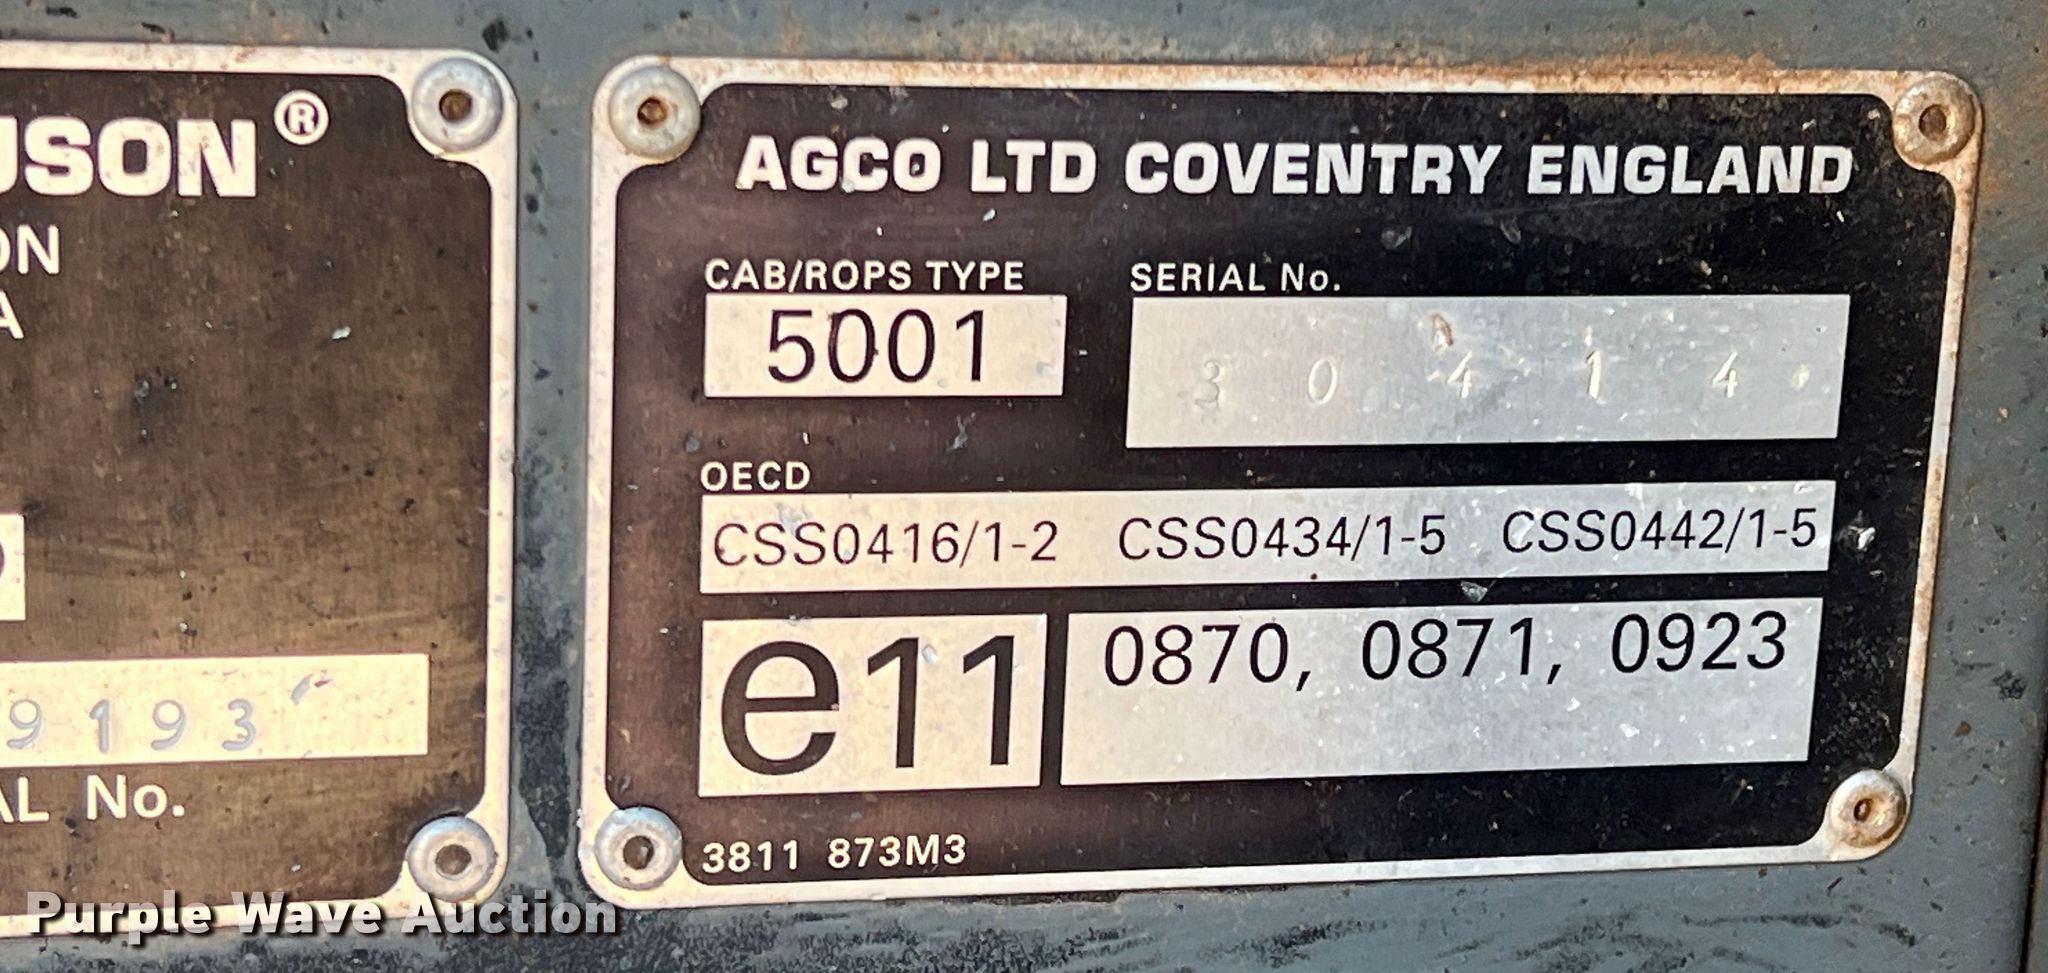 USON®
ON
A
9193
AL No.
AGCO LTD COVENTRY ENGLAND
CAB/ROPS TYPE SERIAL No.
5001 30414
OECD
CSS0416/1-2 CSS0434/1-5 CSS0442/1-5
e11 0870, 0871, 0923
3811 873M3
Purple Wave Auction